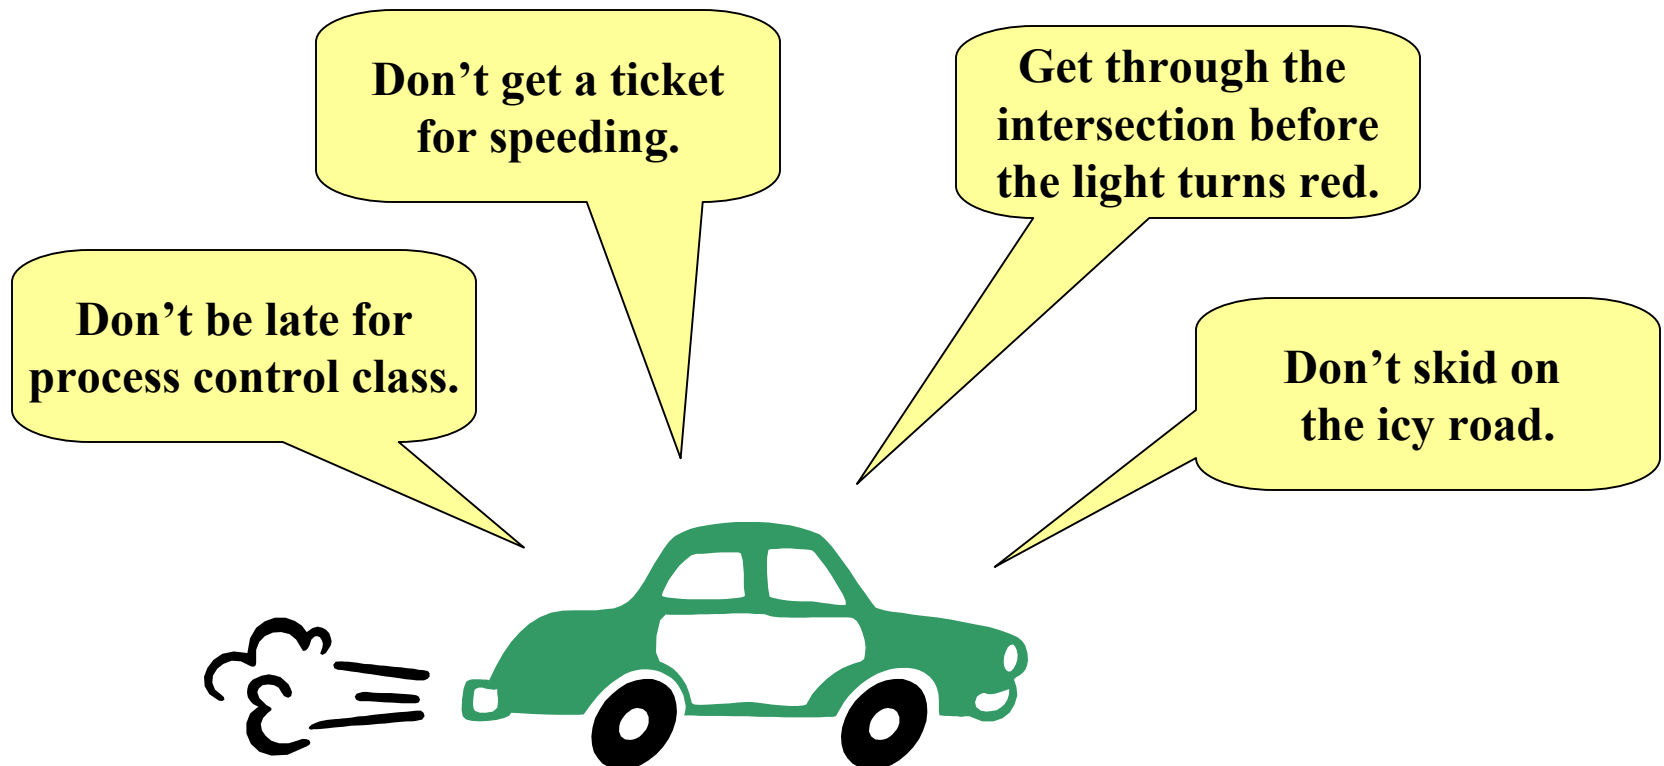 Don’t get a ticket
for speeding.
Get through the
intersection before
the light turns red.
Don’t be late for
process control class.
Don’t skid on
the icy road.